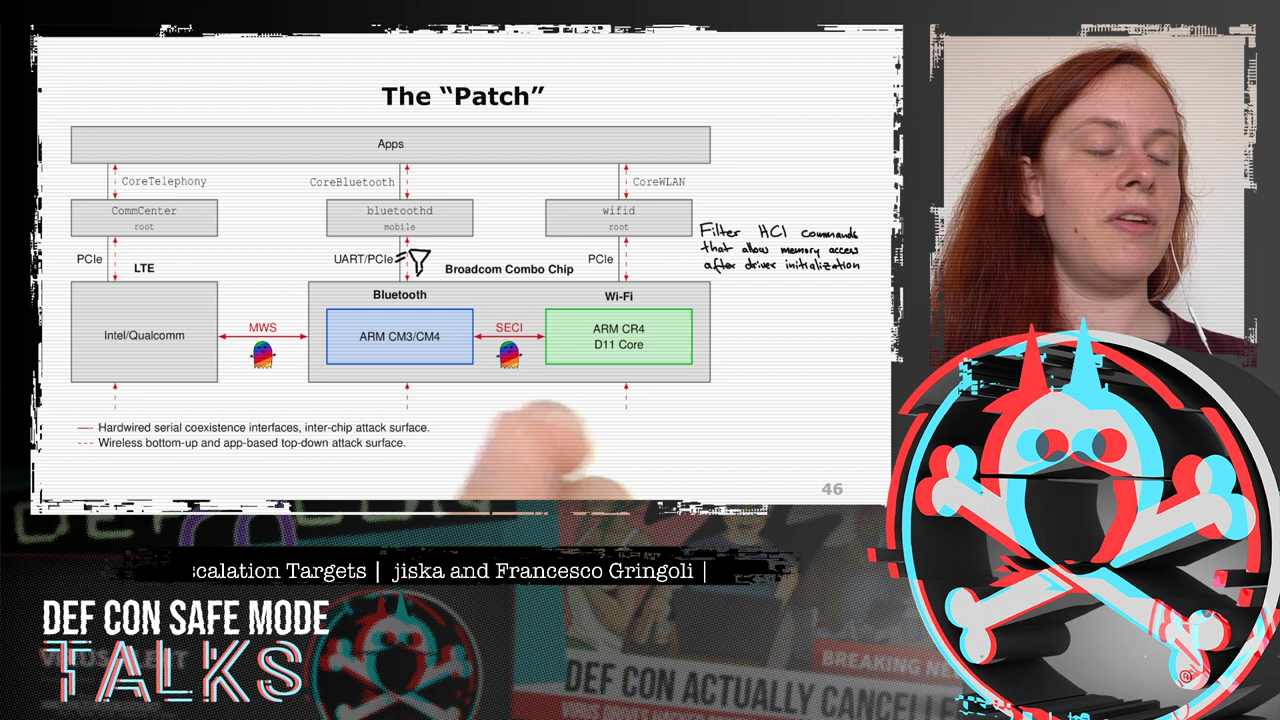 The “Patch”
Apps
CoreTelephony
CoreBluetooth
CoreWLAN
CommCenter
root
bluetoothd
mobile
wifid
root
Filter HCI commands
that allow memory access
after driver initialization
PCIe
LTE
UART/PCIe
Broadcom Combo Chip
PCIe
Bluetooth
Wi-Fi
Intel/Qualcomm
MWS
ARM CM3/CM4
SECI
ARM CR4
D11 Core
Hardwired serial coexistence interfaces, inter-chip attack surface.
Wireless bottom-up and app-based top-down attack surface.
46
calation Targets | jiska and Francesco Gringoli |
DEF CON SAFE MODE
TALKS
BREAKING NE
DEF CON ACTUALLY CANCELLE